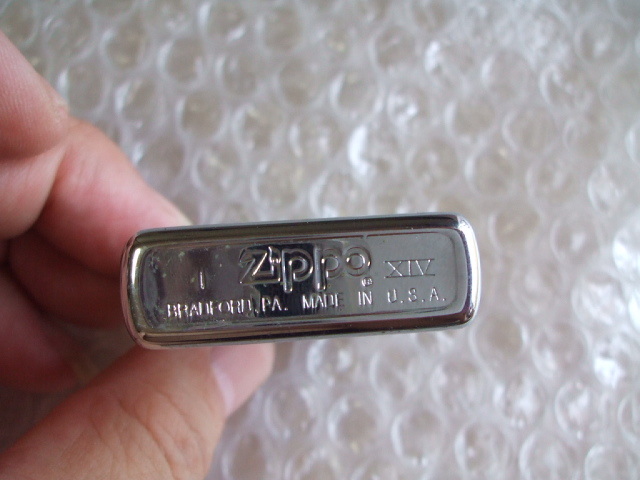 I Zippo XIV
BRADFORD, PA. MADE IN U.S.A.